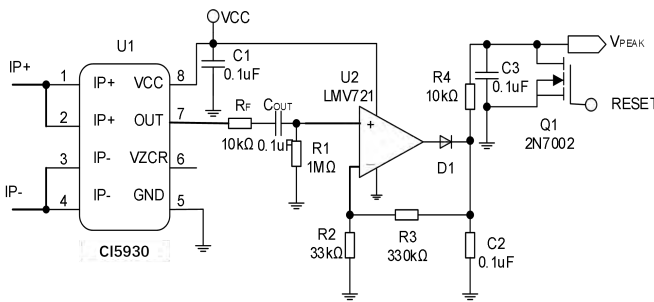 VCC
U1
IP+
1
IP+
VCC
8
C1
0.1uF
2
IP+
OUT
7
RF
10kΩ
COUT
0.1uF
R1
1MΩ
U2
LMV721
+
−
D1
R4
10kΩ
C3
0.1uF
VPEAK
RESET
Q1
2N7002
3
IP-
VZCR
6
IP-
4
IP-
GND
5
CI5930
R2
33kΩ
R3
330kΩ
C2
0.1uF